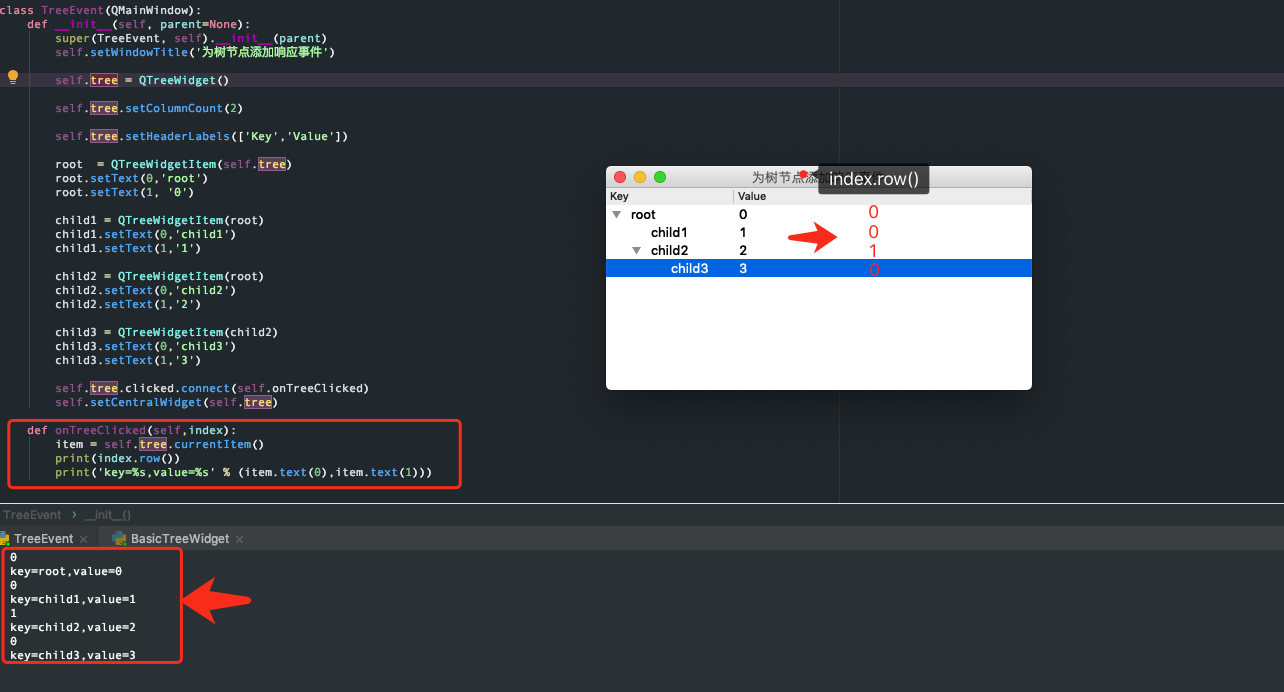 class TreeEvent(QMainWindow):
def __init__(self, parent=None):
super(TreeEvent, self).__init__(parent)
self.setWindowTitle('为树节点添加响应事件')
self.tree = QTreeWidget()
self.tree.setColumnCount(2)
self.tree.setHeaderLabels(['Key','Value'])
root  = QTreeWidgetItem(self.tree)
root.setText(0,'root')
root.setText(1, '0')
child1 = QTreeWidgetItem(root)
child1.setText(0,'child1')
child1.setText(1,'1')
child2 = QTreeWidgetItem(root)
child2.setText(0,'child2')
child2.setText(1,'2')
child3 = QTreeWidgetItem(child2)
child3.setText(0,'child3')
child3.setText(1,'3')
self.tree.clicked.connect(self.onTreeClicked)
self.setCentralWidget(self.tree)
def onTreeClicked(self,index):
item = self.tree.currentItem()
print(index.row())
print('key=%s,value=%s' % (item.text(0),item.text(1)))
为树节点添
index.row()
Key Value
root 0 0
child1 1 0
child2 2 1
child3 3 0
TreeEvent › __init__()
TreeEvent × BasicTreeWidget ×
0
key=root,value=0
0
key=child1,value=1
1
key=child2,value=2
0
key=child3,value=3